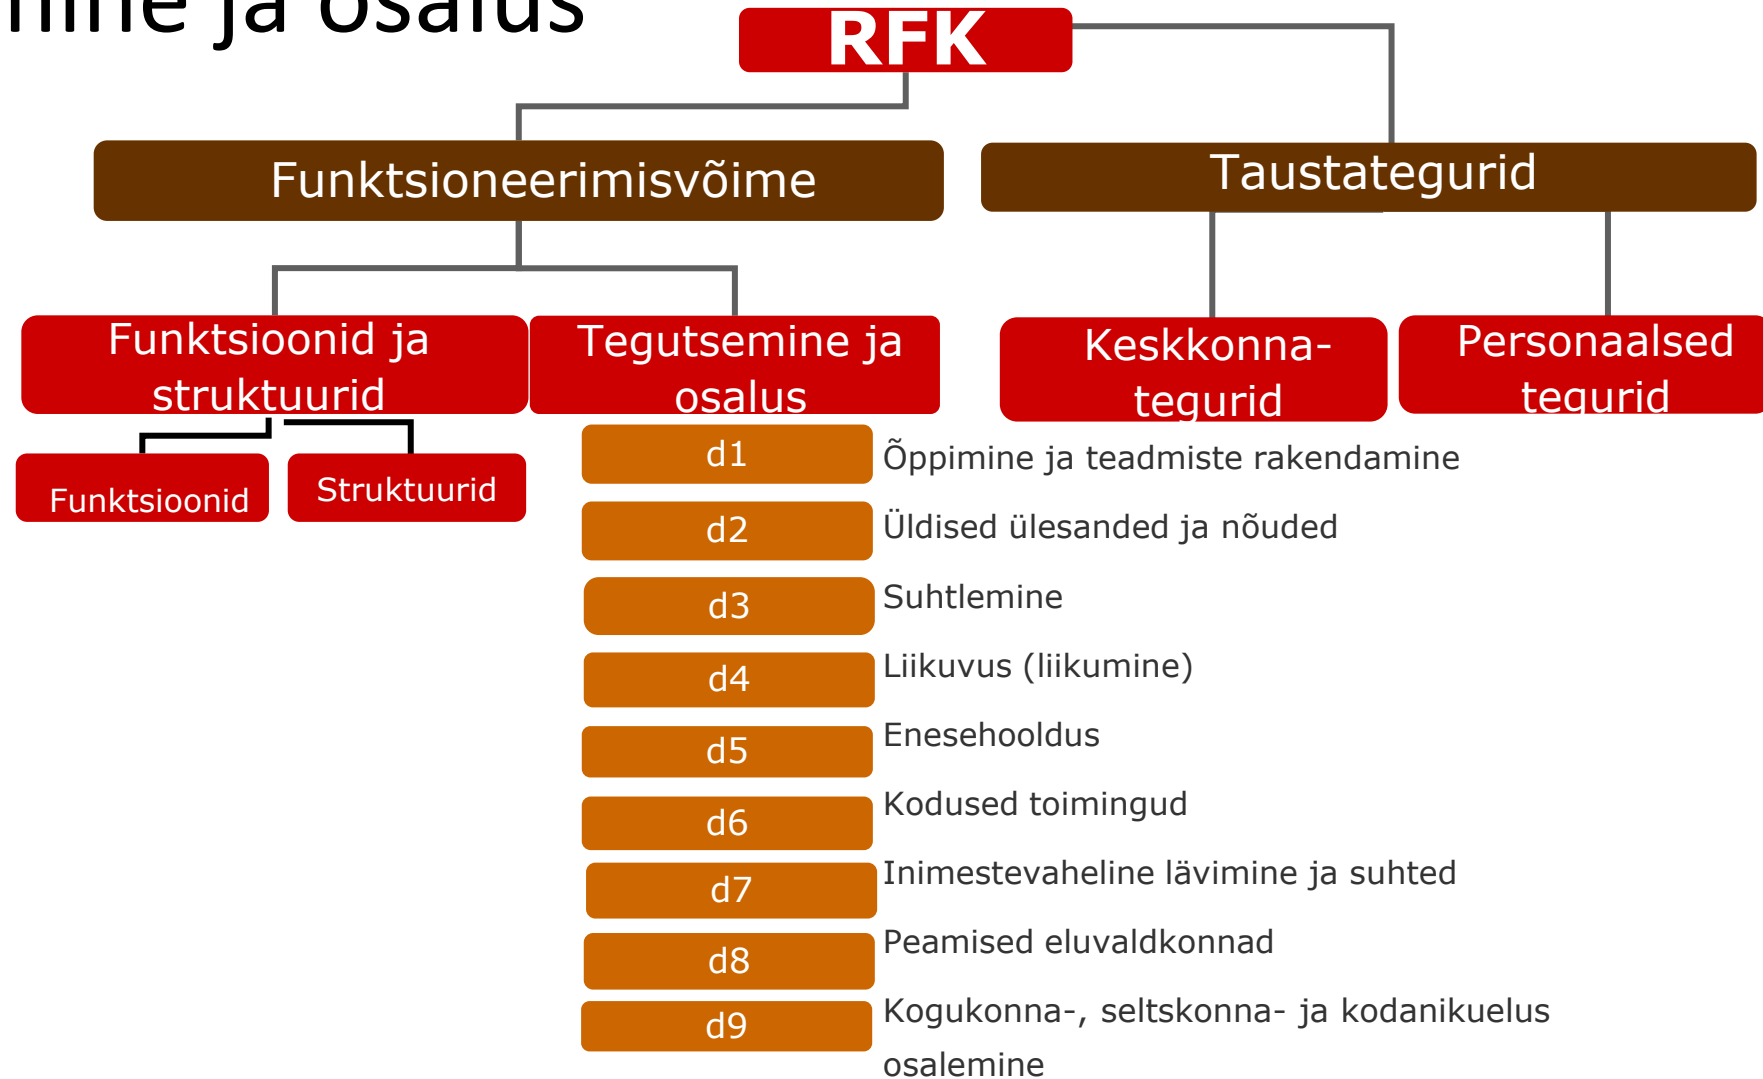 ja osalus
RFK
Funktsioneerimisvõime
Taustategurid
Funktsioonid ja
struktuurid
Tegutsemine ja
osalus
Keskkonna-
tegurid
Personaalsed
tegurid
Funktsioonid
Struktuurid
d1 Õppimine ja teadmiste rakendamine
d2 Üldised ülesanded ja nõuded
d3 Suhtlemine
d4 Liikuvus (liikumine)
d5 Enesehooldus
d6 Kodused toimingud
d7 Inimestevaheline lävimine ja suhted
d8 Peamised eluvaldkonnad
d9 Kogukonna-, seltskonna- ja kodanikuelus
osalemine